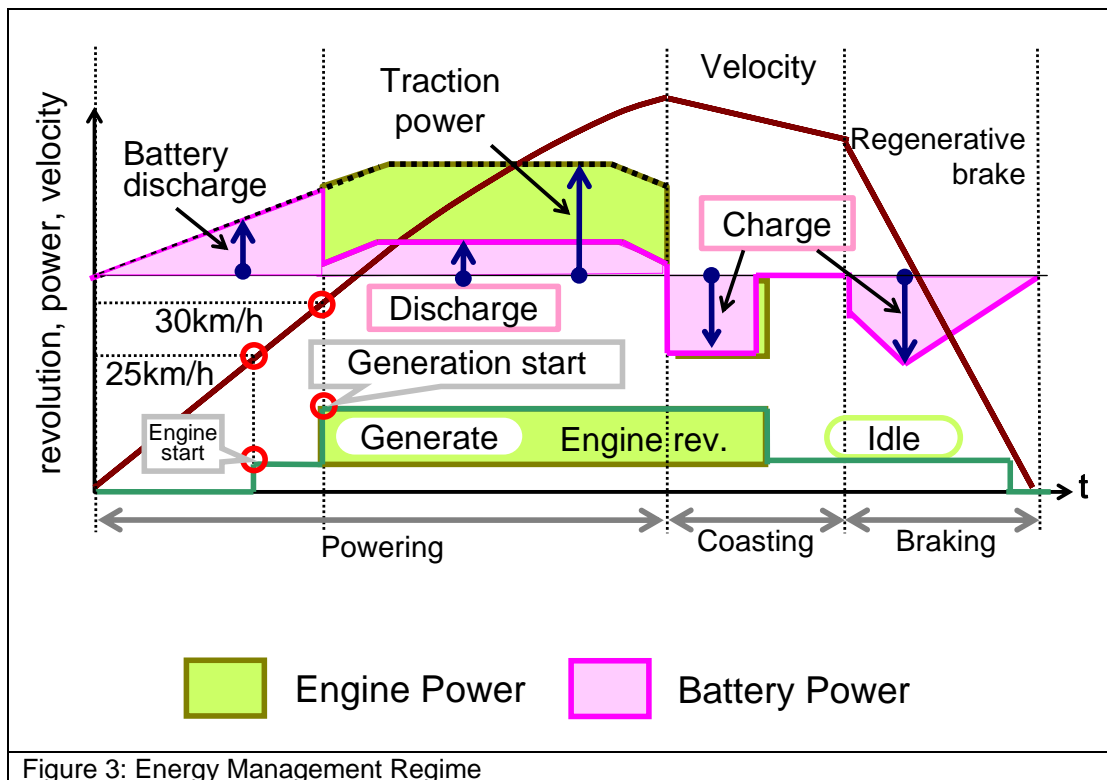 revolution, power, velocity
Traction
power
Velocity
Battery
discharge
Regenerative
brake
Charge
Discharge
30km/h
25km/h
Generation start
Engine
start
Generate
Engine rev.
Idle
t
Powering
Coasting
Braking
Engine Power
Battery Power
Figure 3: Energy Management Regime